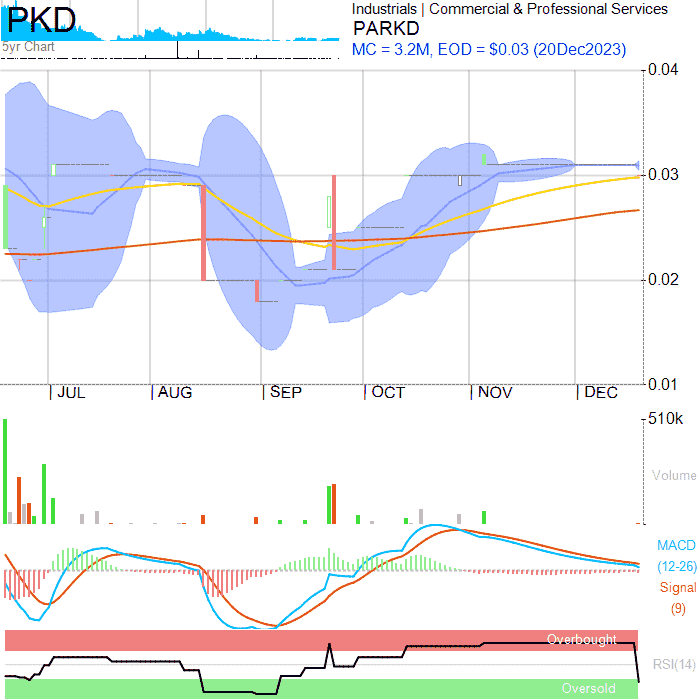 PKD
5yr Chart
Industrials | Commercial & Professional Services
PARKD
MC = 3.2M, EOD = $0.03 (20Dec2023)
0.04
0.03
0.02
0.01
JUL
AUG
SEP
OCT
NOV
DEC
510k
Volume
MACD
(12-26)
Signal
(9)
Overbought
RSI(14)
Oversold